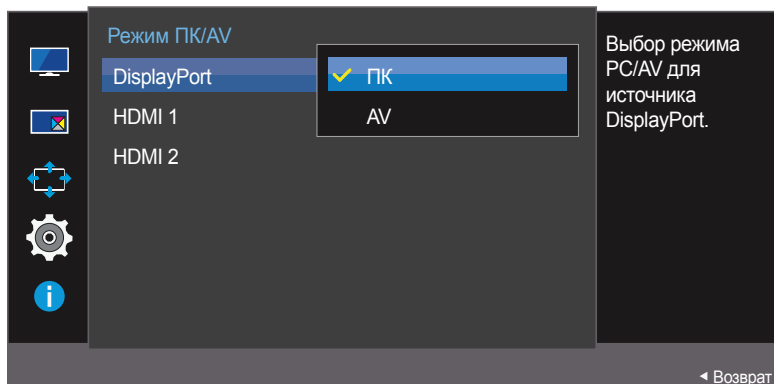 Режим ПК/AV
DisplayPort
ПК
HDMI 1
AV
HDMI 2
Выбор режима
PC/AV для
источника
DisplayPort.
Возврат